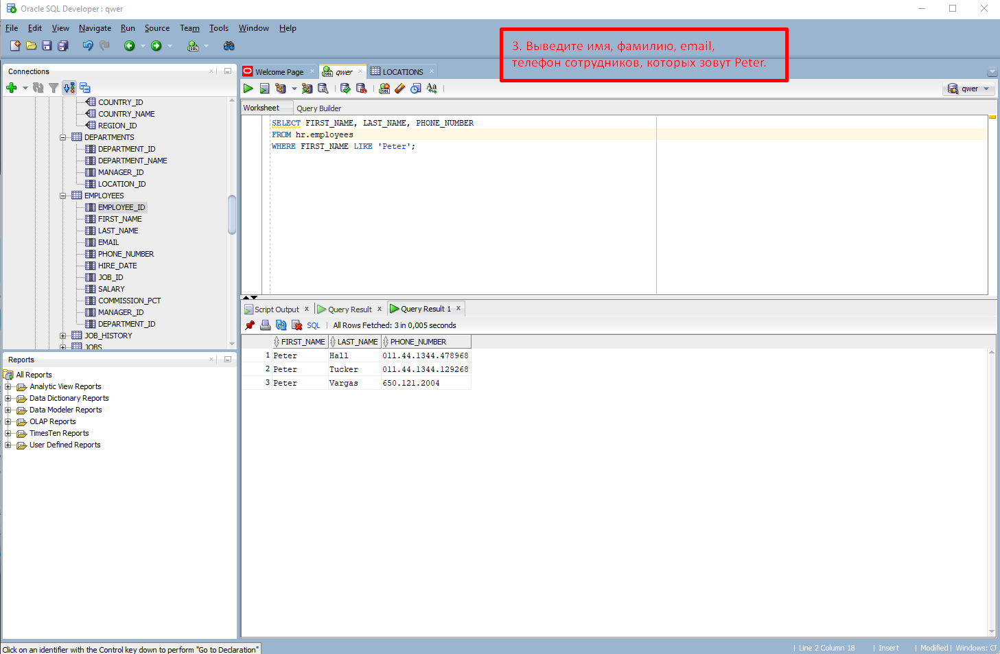 Oracle SQL Developer : qwer
File Edit View Navigate Run Source Team Tools Window Help
3. Выведите имя, фамилию, email,
телефон сотрудников, которых зовут Peter.
Connections
COUNTRY_ID
COUNTRY_NAME
REGION_ID
DEPARTMENTS
DEPARTMENT_ID
DEPARTMENT_NAME
MANAGER_ID
LOCATION_ID
EMPLOYEES
EMPLOYEE_ID
FIRST_NAME
LAST_NAME
EMAIL
PHONE_NUMBER
HIRE_DATE
JOB_ID
SALARY
COMMISSION_PCT
MANAGER_ID
DEPARTMENT_ID
JOB_HISTORY
JOBS
Reports
All Reports
Analytic View Reports
Data Dictionary Reports
Data Modeler Reports
OLAP Reports
TimesTen Reports
User Defined Reports
Welcome Page qwer LOCATIONS
qwer
Worksheet Query Builder
SELECT FIRST_NAME, LAST_NAME, PHONE_NUMBER
FROM hr.employees
WHERE FIRST_NAME LIKE 'Peter';
Script Output Query Result Query Result 1
SQL All Rows Fetched: 3 in 0,005 seconds
FIRST_NAME LAST_NAME PHONE_NUMBER
1 Peter Hall 011.44.1344.478968
2 Peter Tucker 011.44.1344.129268
3 Peter Vargas 650.121.2004
Click on an identifier with the Control key down to perform "Go to Declaration"
Line 2 Column 18 | Insert | Modified | Windows: CF